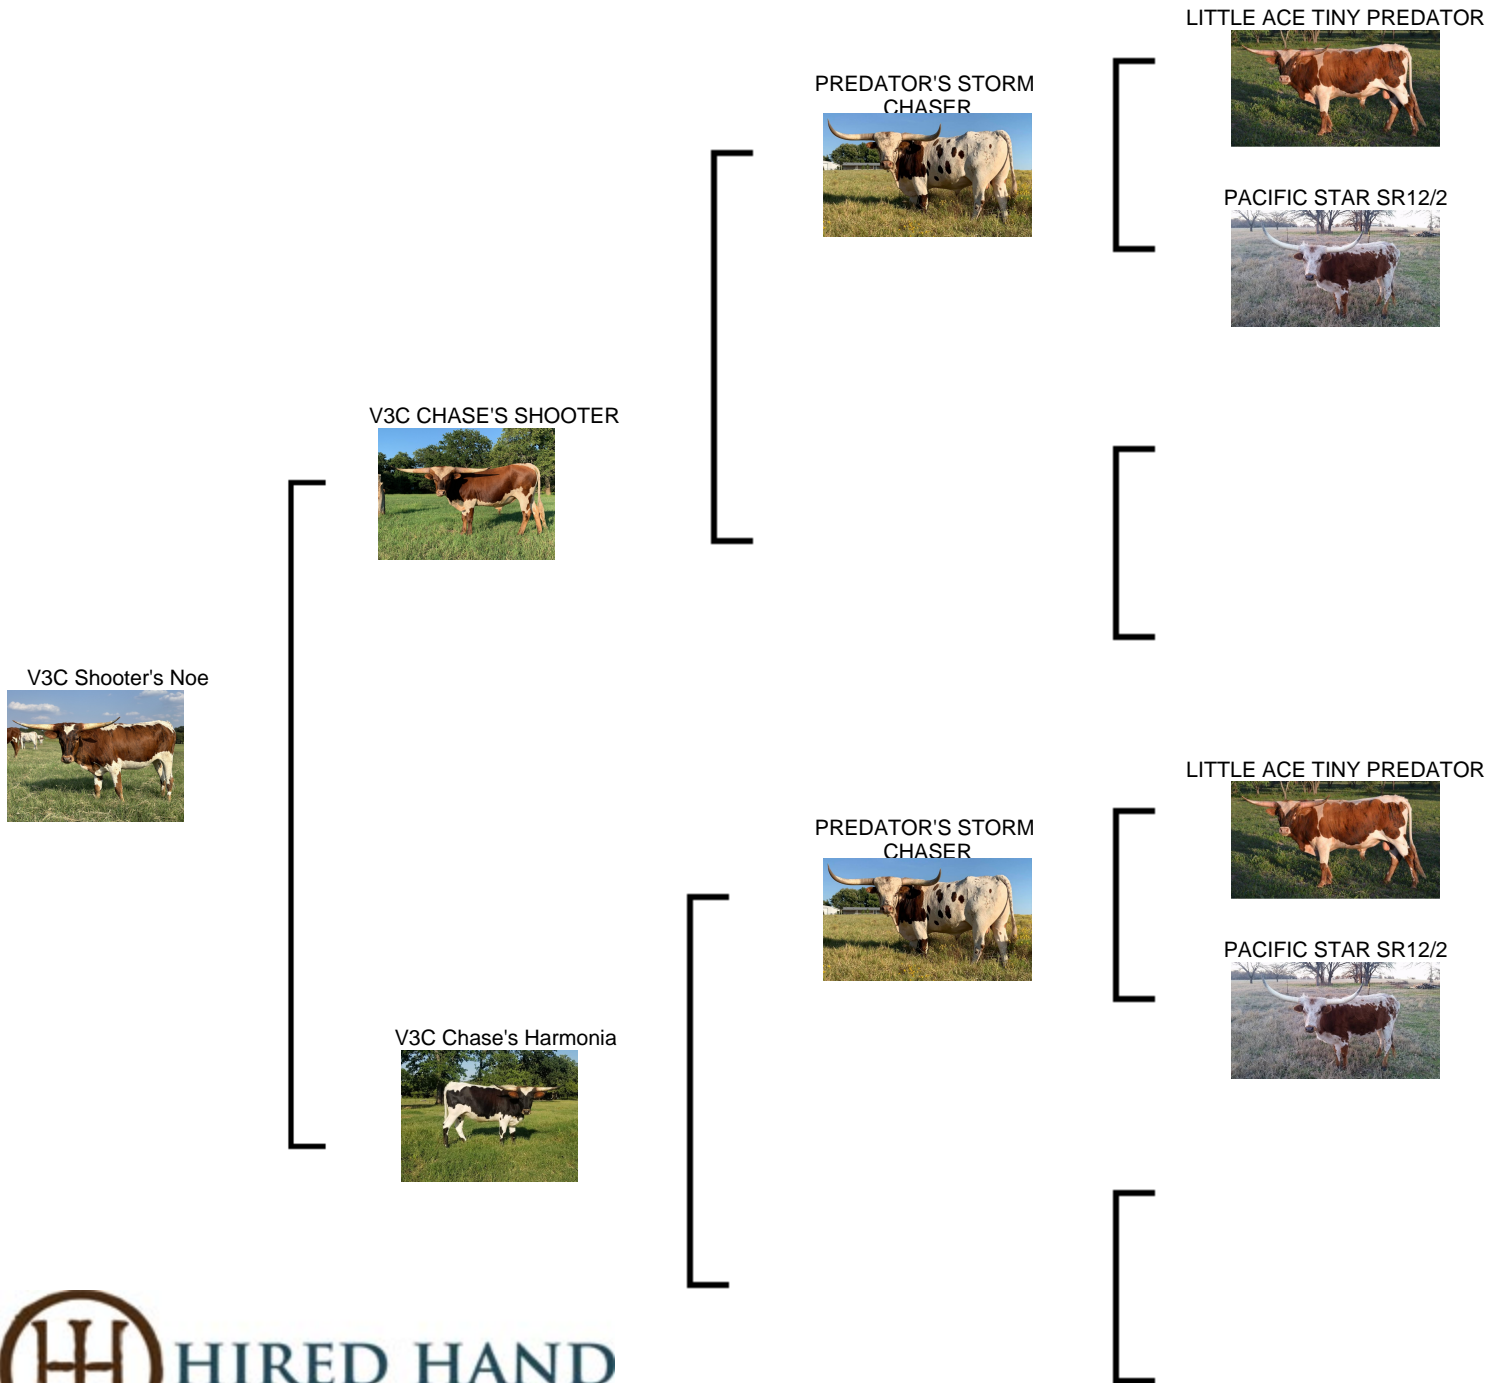 LITTLE ACE TINY PREDATOR
PREDATOR'S STORM
CHASER
PACIFIC STAR SR12/2
V3C CHASE'S SHOOTER
V3C Shooter's Noe
LITTLE ACE TINY PREDATOR
PREDATOR'S STORM
CHASER
PACIFIC STAR SR12/2
V3C Chase's Harmonia
HIRED HAND